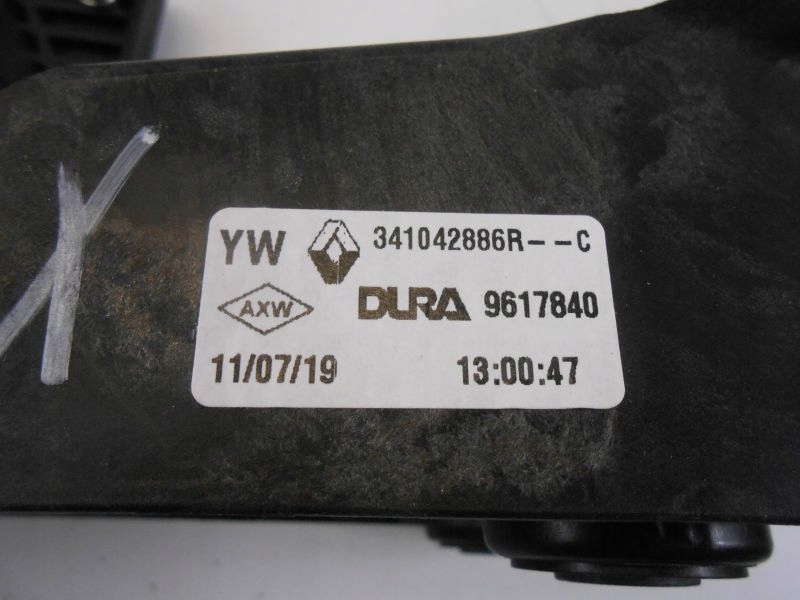 YW 341042886R--C
AXW DURA 9617840
11/07/19 13:00:47